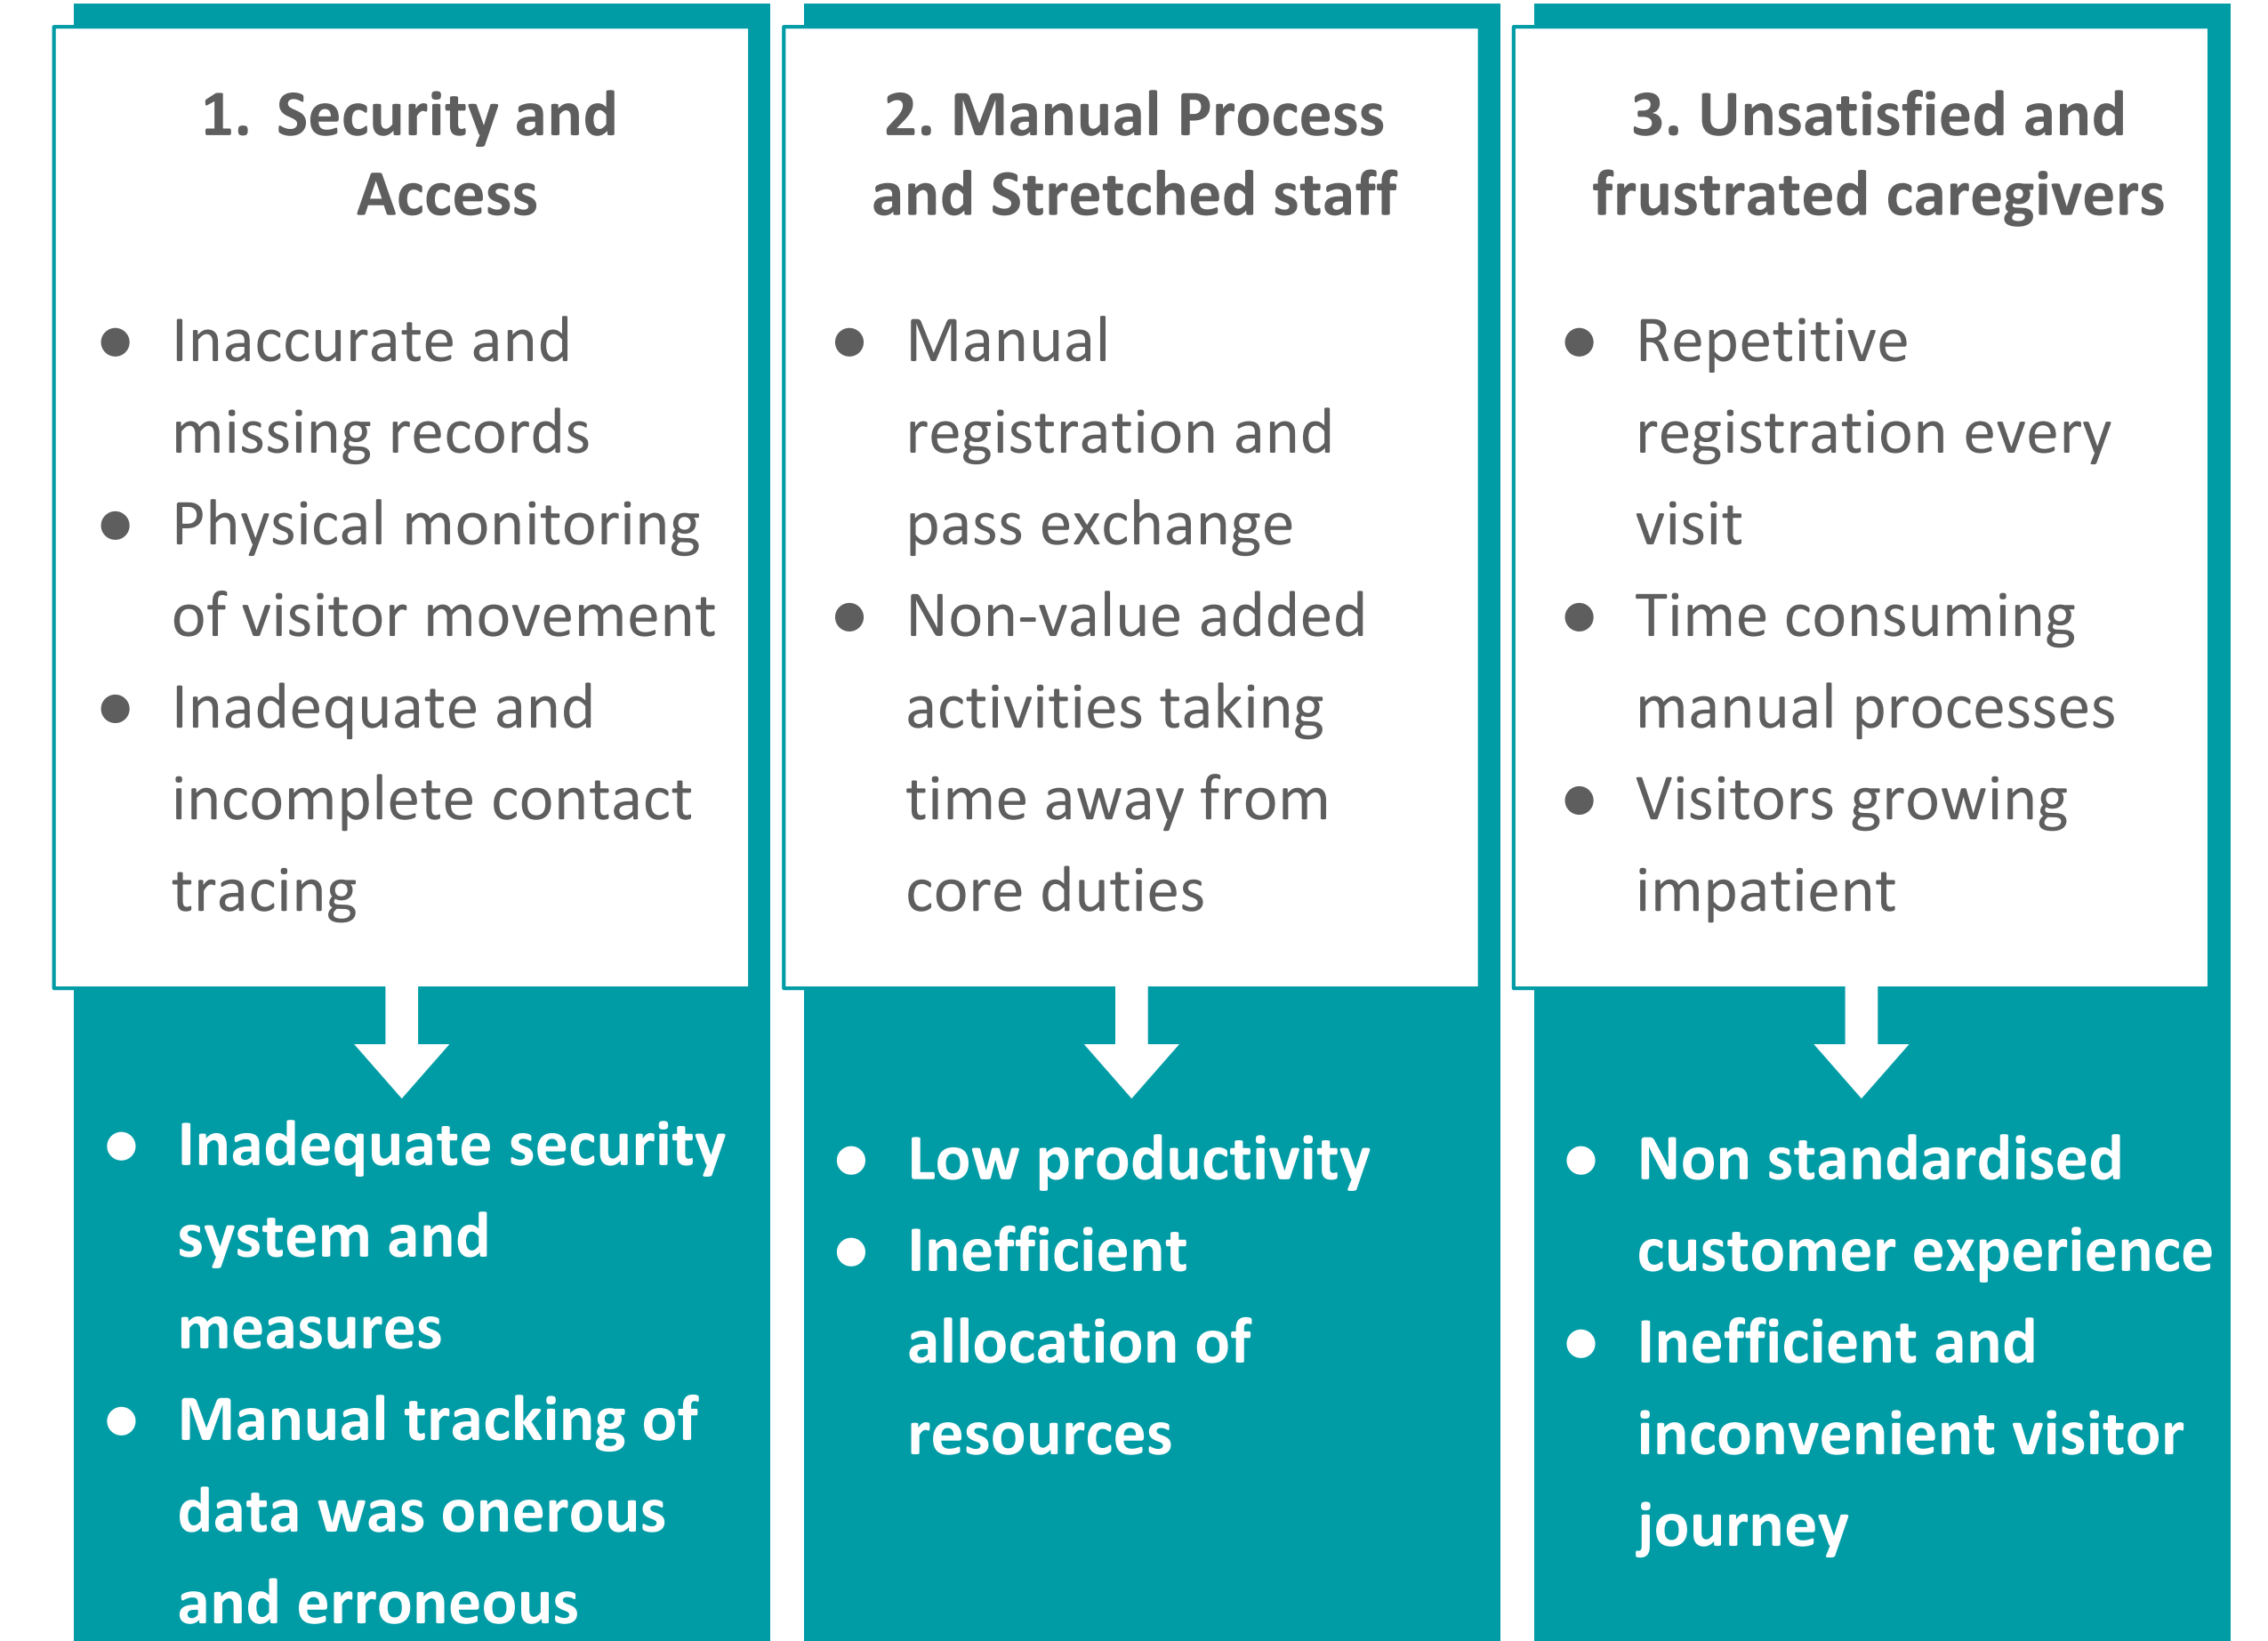 1. Security and
Access
● Inaccurate and
missing records
● Physical monitoring
of visitor movement
● Inadequate and
incomplete contact
tracing
● Inadequate security
system and
measures
● Manual tracking of
data was onerous
and erroneous
2. Manual Process
and Stretched staff
● Manual
registration and
pass exchange
● Non-value added
activities taking
time away from
core duties
● Low productivity
● Inefficient
allocation of
resources
3. Unsatisfied and
frustrated caregivers
● Repetitive
registration every
visit
● Time consuming
manual processes
● Visitors growing
impatient
● Non standardised
customer experience
● Inefficient and
inconvenient visitor
journey